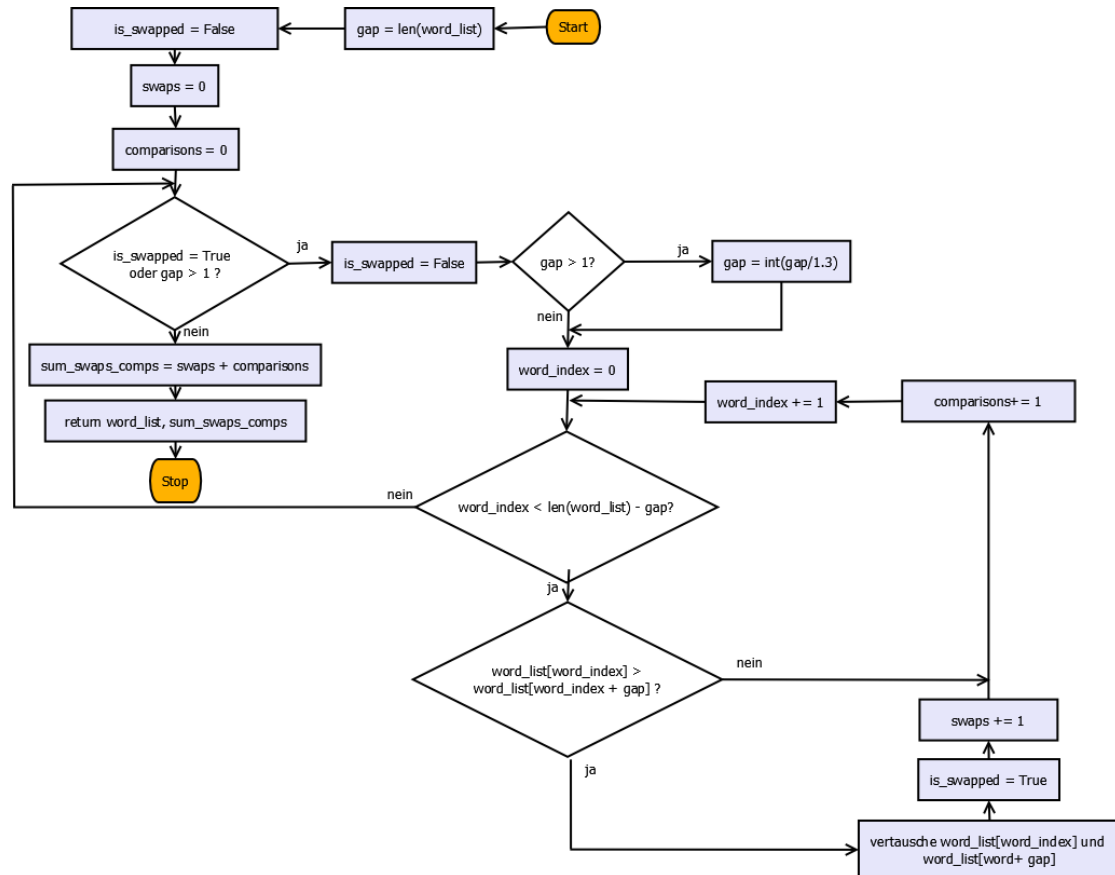 Start
gap = len(word_list)
is_swapped = False
swaps = 0
comparisons = 0
is_swapped = True
oder gap > 1 ?
ja
is_swapped = False
gap > 1?
ja
gap = int(gap/1.3)
nein
nein
sum_swaps_comps = swaps + comparisons
return word_list, sum_swaps_comps
Stop
word_index = 0
word_index += 1
comparisons+= 1
nein
word_index < len(word_list) - gap?
ja
word_list[word_index] >
word_list[word_index + gap] ?
nein
ja
swaps += 1
is_swapped = True
vertausche word_list[word_index] und
word_list[word+ gap]